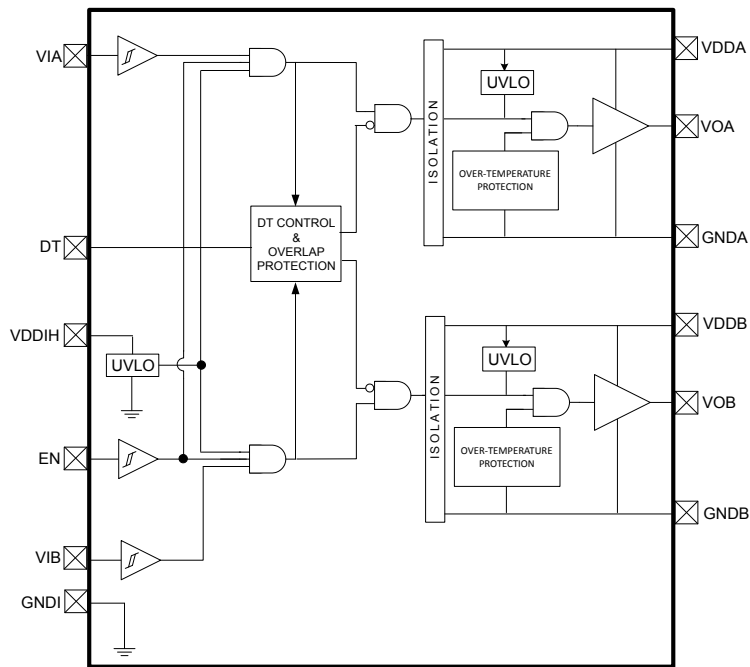 VIA
DT
VDDIH
EN
VIB
GNDI
UVLO
DT CONTROL
&
OVERLAP
PROTECTION
ISOLATION
UVLO
OVER-TEMPERATURE
PROTECTION
VDDA
VOA
GNDA
ISOLATION
UVLO
OVER-TEMPERATURE
PROTECTION
VDDB
VOB
GNDB